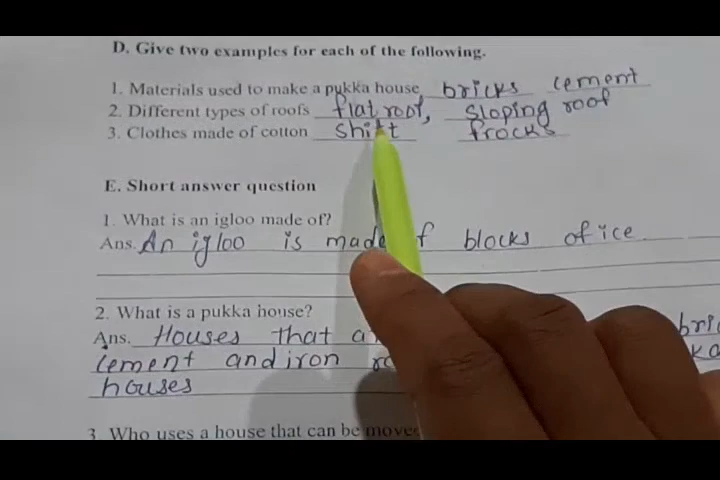 D. Give two examples for each of the following.
1. Materials used to make a pukka house bricks cement
2. Different types of roofs flat roof, sloping roof
3. Clothes made of cotton shirt frocks
E. Short answer question
1. What is an igloo made of?
Ans. An igloo is made of blocks of ice
2. What is a pukka house?
Ans. Houses that
cement and iron
houses
3. Who uses a house that can be moved